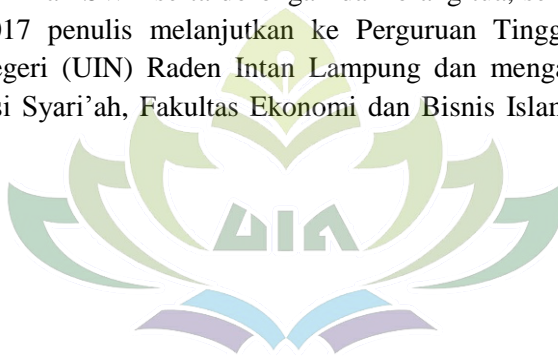 017 penulis melanjutkan ke Perguruan Tingg
egeri (UIN) Raden Intan Lampung dan menga
si Syari’ah, Fakultas Ekonomi dan Bisnis Islan
UIN